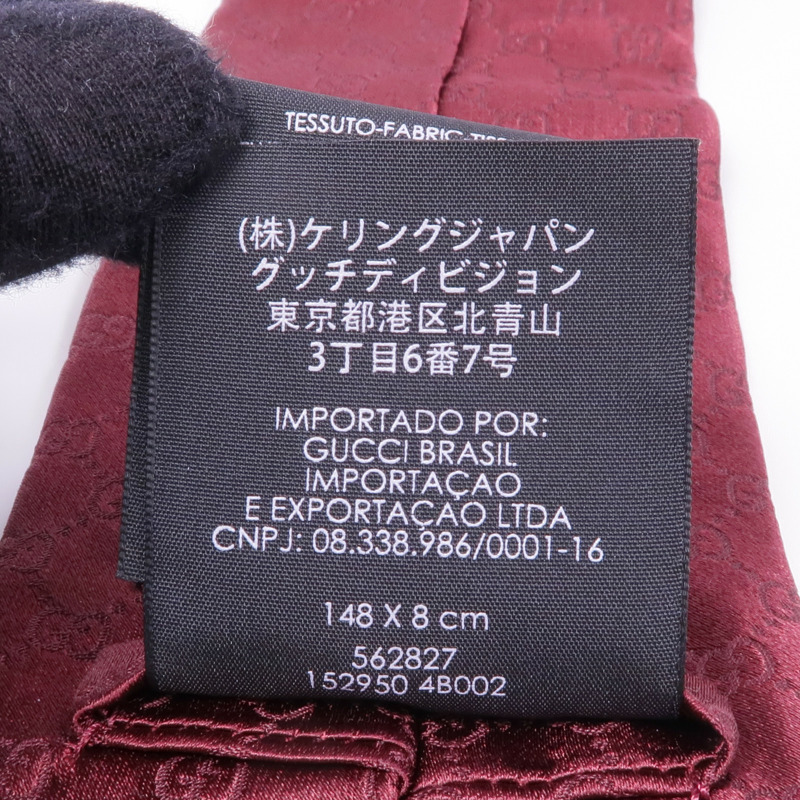 TESSUTO-FABRIC-
(株)ケリングジャパン
グッチディビジョン
東京都港区北青山
3丁目6番7号
IMPORTADO POR:
GUCCI BRASIL
IMPORTAÇAO
E EXPORTAÇAO LTDA
CNPJ: 08.338.986/0001-16
148 X 8 cm
562827
152950 4B002